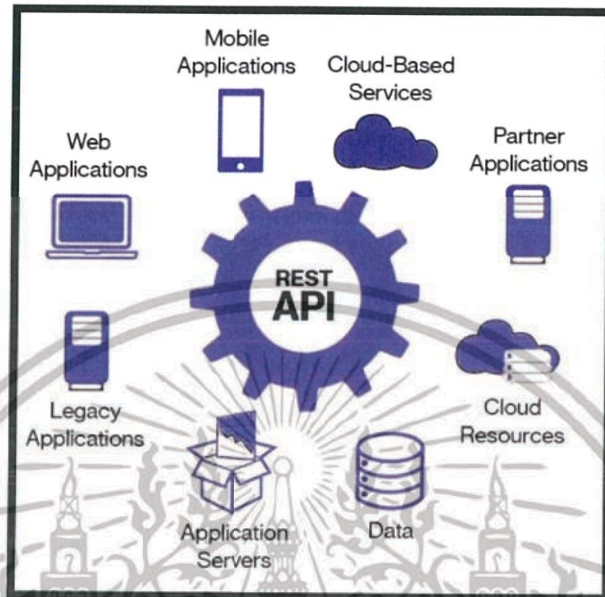 Mobile
Applications
Cloud-Based
Services
Web
Applications
Partner
Applications
REST
API
Legacy
Applications
Cloud
Resources
Application
Servers
Data